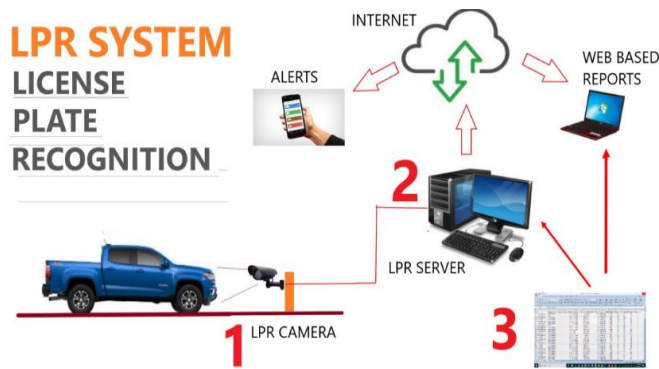 LPR SYSTEM
LICENSE
PLATE
RECOGNITION
INTERNET
ALERTS
WEB BASED
REPORTS
2
LPR SERVER
1
LPR CAMERA
3